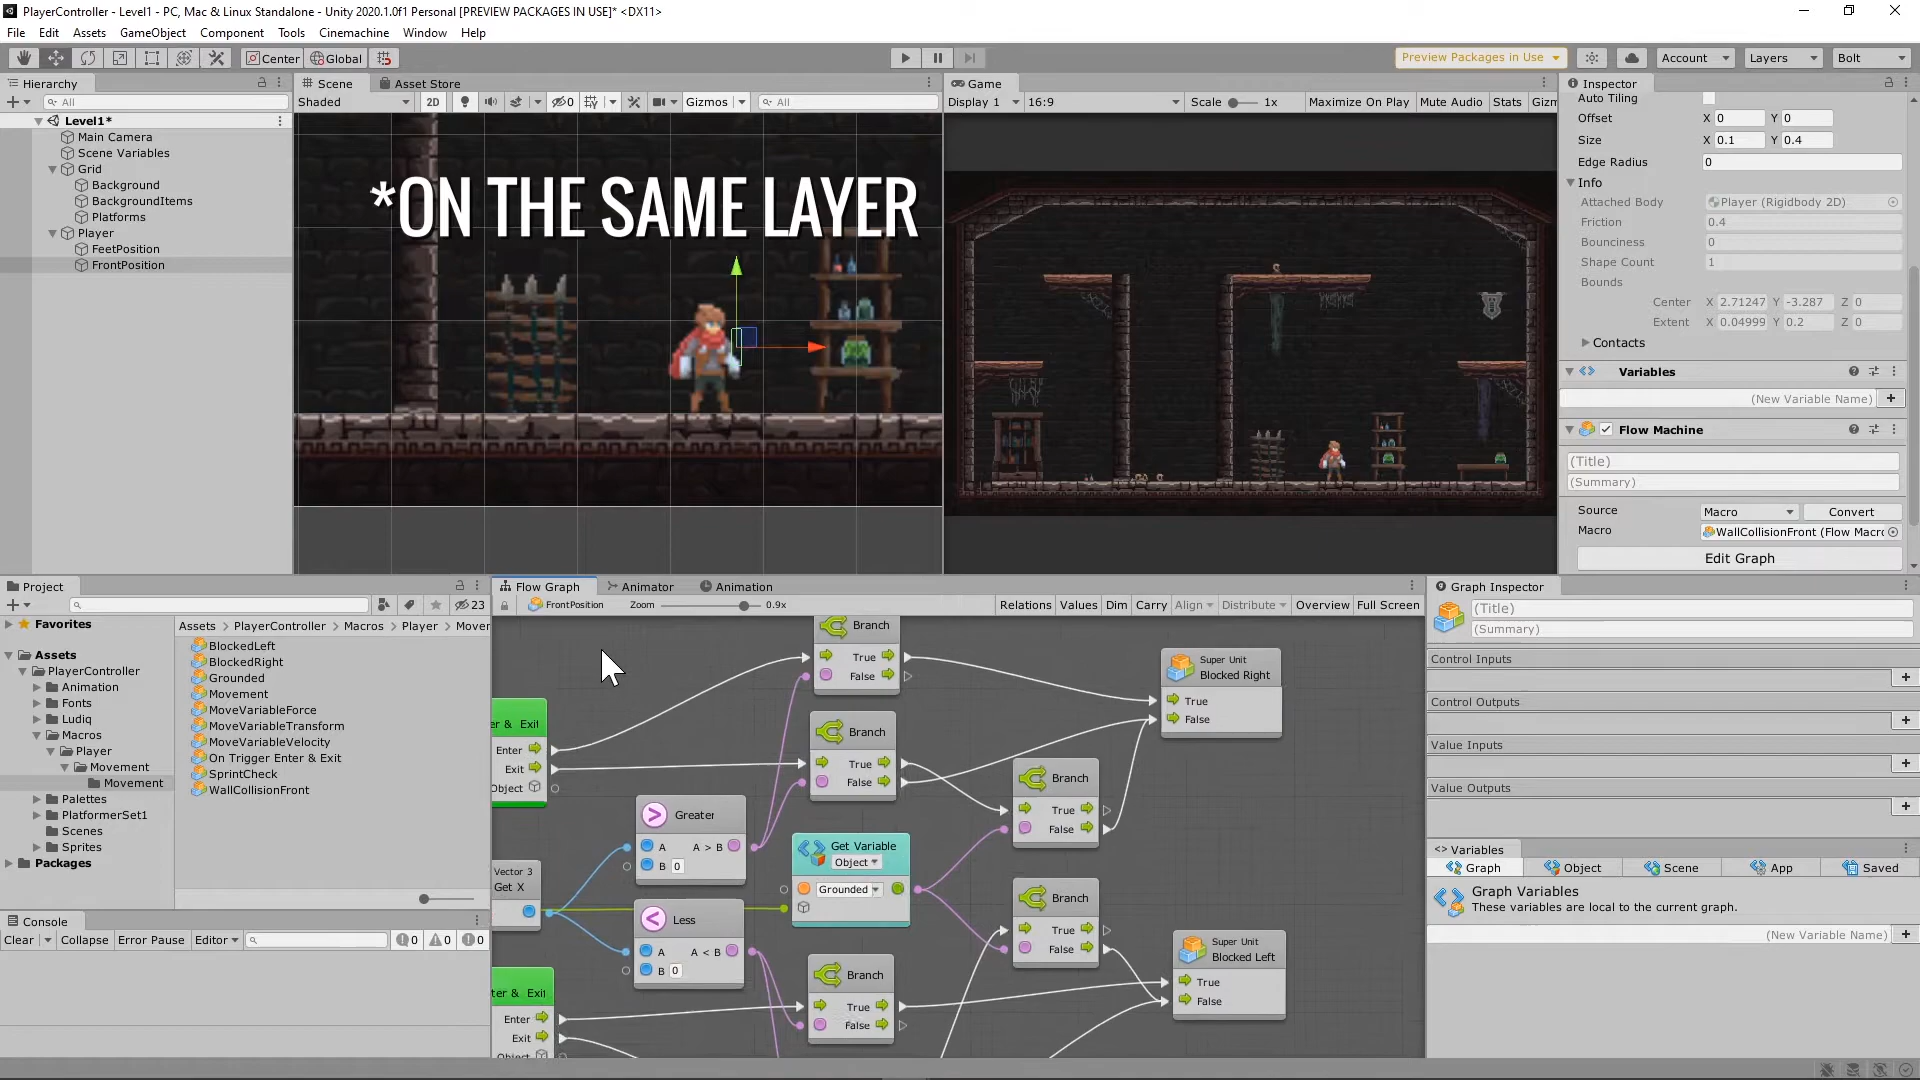 PlayerController - Level1 - PC, Mac & Linux Standalone - Unity 2020.1.0f1 Personal [PREVIEW PACKAGES IN USE]* <DX11>
File Edit Assets GameObject Component Tools Cinemachine Window Help
Center Global Preview Packages in Use Account Layers Bolt
Hierarchy
All
Level1*
Main Camera
Scene Variables
Grid
Background
BackgroundItems
Platforms
Player
FeetPosition
FrontPosition
Scene Asset Store
Shaded 2D 0 Gizmos All
*ON THE SAME LAYER
Game
Display 1 16:9 Scale 1x Maximize On Play Mute Audio Stats Gizm
Inspector
Auto Tiling
Offset X 0 Y 0
Size X 0.1 Y 0.4
Edge Radius 0
Info
Attached Body Player (Rigidbody 2D)
Friction 0.4
Bounciness 0
Shape Count 1
Bounds
Center X 2.71247 Y -3.287 Z 0
Extent X 0.04999 Y 0.2 Z 0
Contacts
Variables
(New Variable Name)
Flow Machine
(Title)
(Summary)
Source Macro Convert
Macro WallCollisionFront (Flow Macro
Edit Graph
Project
23
Favorites
Assets
PlayerController
Animation
Fonts
Ludiq
Macros
Player
Movement
Movement
Palettes
PlatformerSet1
Scenes
Sprites
Packages
Assets PlayerController Macros Player Mover
BlockedLeft
BlockedRight
Grounded
Movement
MoveVariableForce
MoveVariableTransform
MoveVariableVelocity
On Trigger Enter & Exit
SprintCheck
WallCollisionFront
Console
Clear Collapse Error Pause Editor 0 0 0
Flow Graph Animator Animation
FrontPosition Zoom 0.9x Relations Values Dim Carry Align Distribute Overview Full Screen
Branch
True
False
Super Unit
Blocked Right
True
False
er & Exit
Enter
Exit
Object
Branch
True
False
Branch
True
False
Greater
A A > B
B 0
Get Variable
Object
Grounded
Vector 3
Get X
Less
A A < B
B 0
Branch
True
False
Super Unit
Blocked Left
True
False
Branch
True
False
ter & Exit
Enter
Exit
Object
Graph Inspector
(Title)
(Summary)
Control Inputs
Control Outputs
Value Inputs
Value Outputs
Variables
Graph Object Scene App Saved
Graph Variables
These variables are local to the current graph.
(New Variable Name)